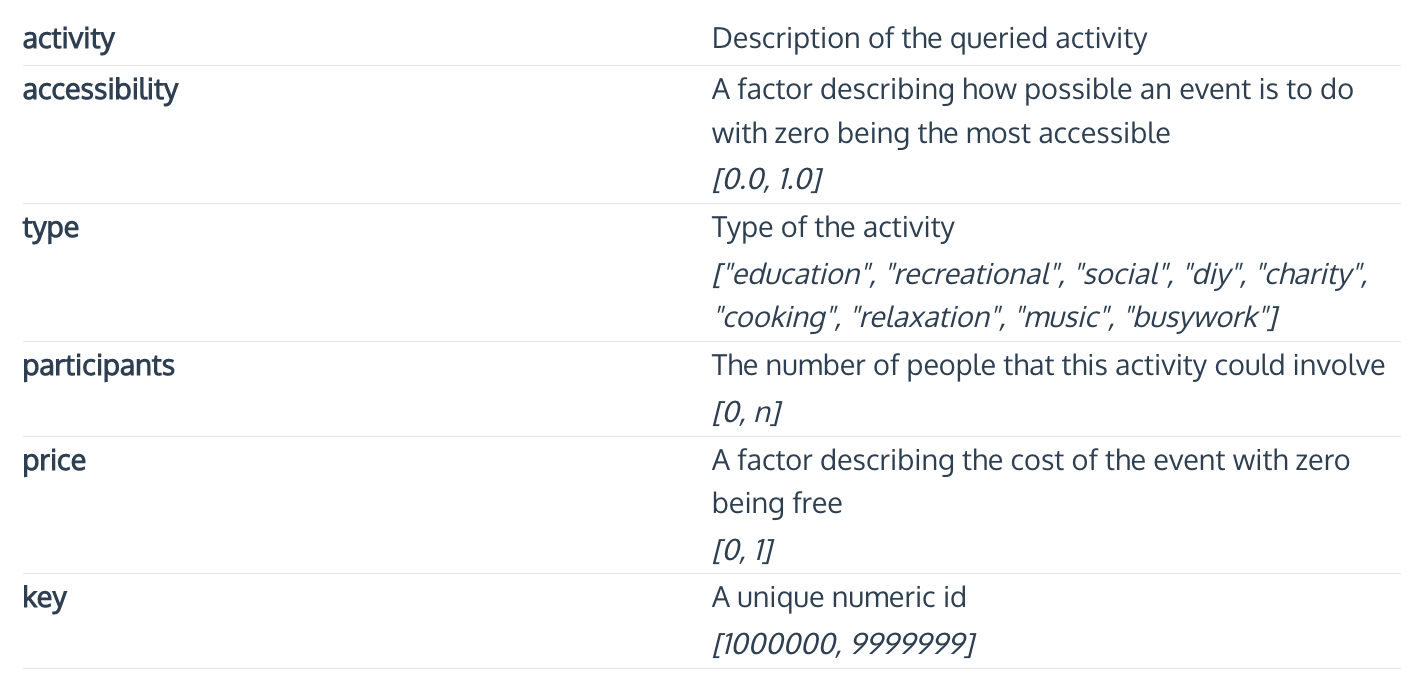 activity Description of the queried activity
accessibility A factor describing how possible an event is to do
with zero being the most accessible
[0.0, 1.0]
type Type of the activity
["education", "recreational", "social", "diy", "charity",
"cooking", "relaxation", "music", "busywork"]
participants The number of people that this activity could involve
[0, n]
price A factor describing the cost of the event with zero
being free
[0, 1]
key A unique numeric id
[1000000, 9999999]